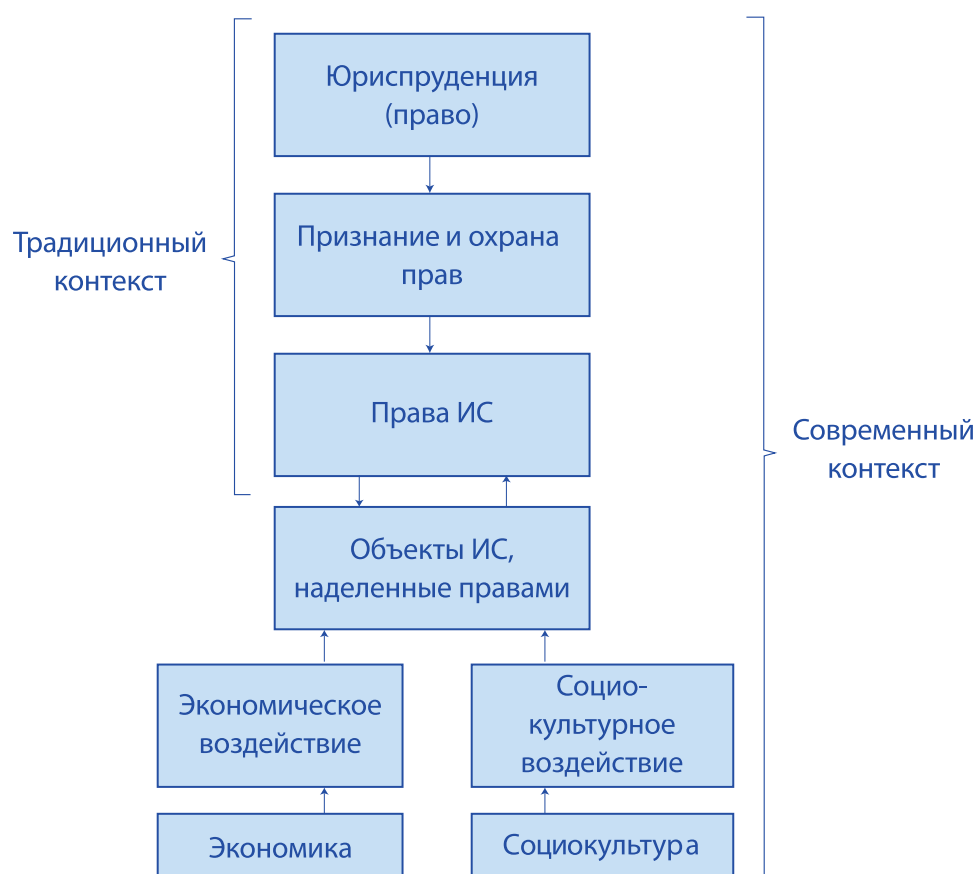 Юриспруденция
(право)
Признание и охрана
прав
Традиционный
контекст
Права ИС
Современный
контекст
Объекты ИС,
наделенные правами
Экономическое
воздействие
Социо-
культурное
воздействие
Экономика
Социокультура